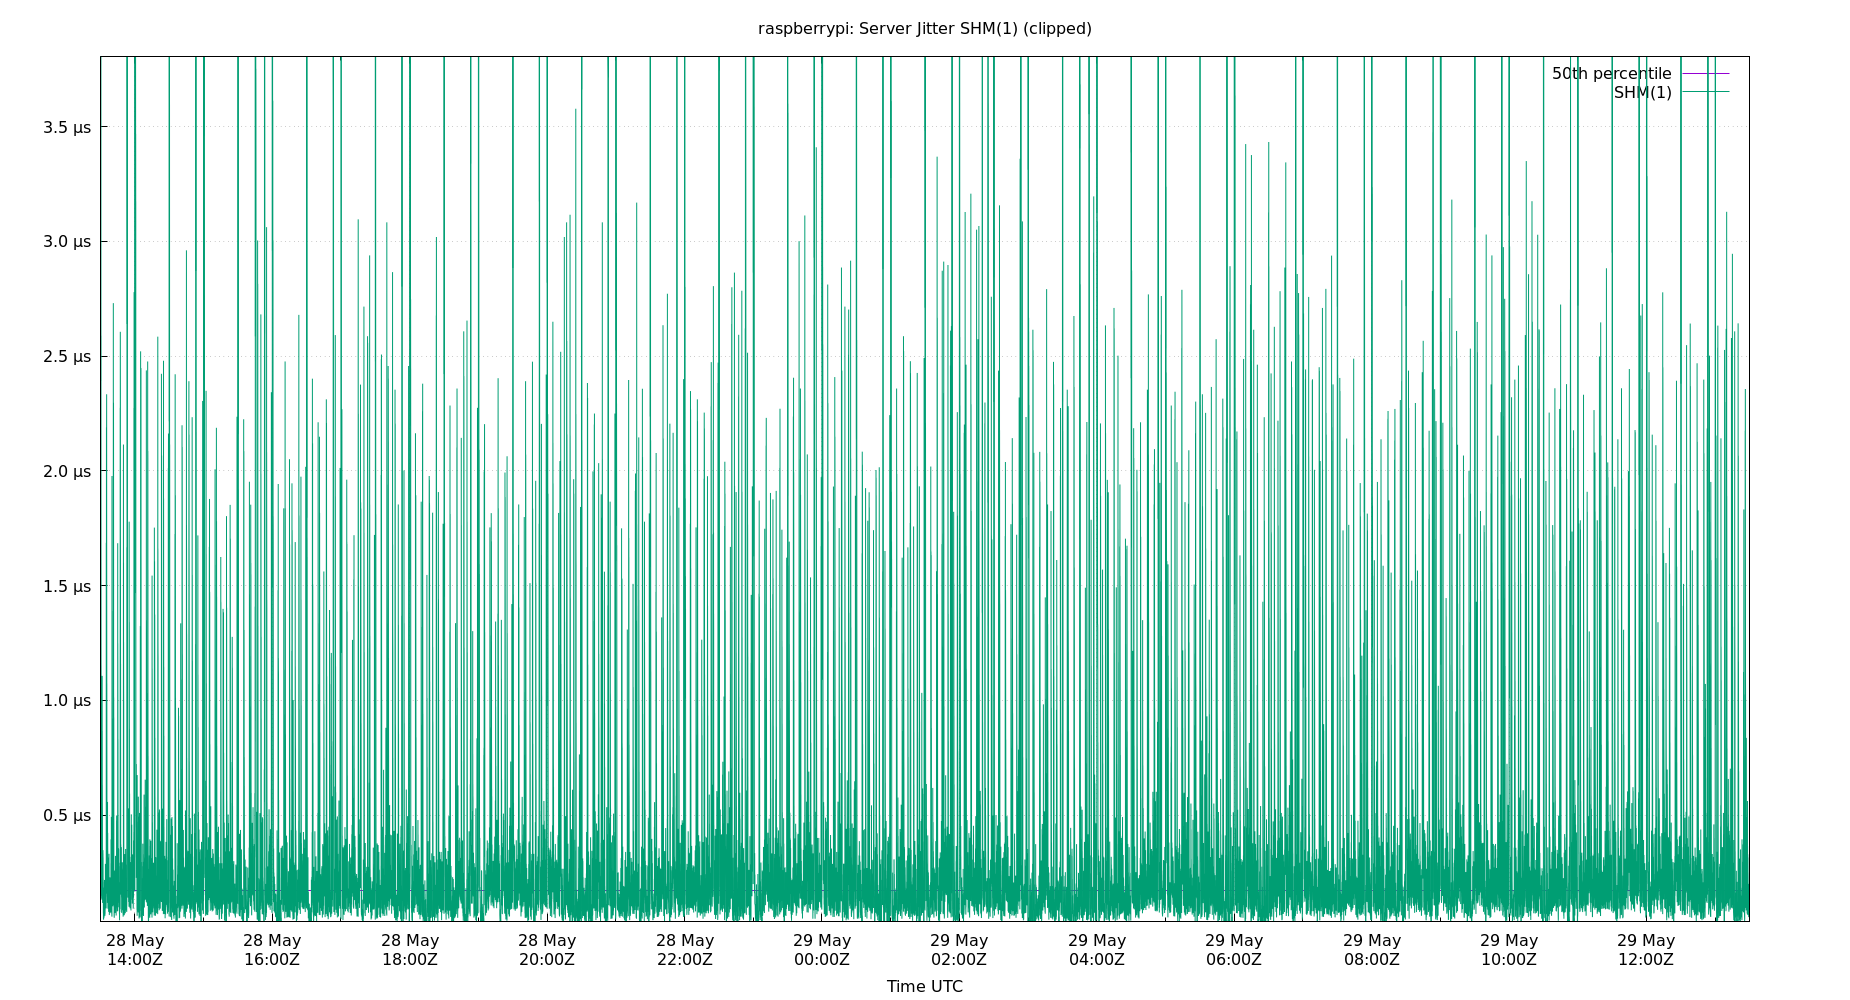 raspberrypi: Server Jitter SHM(1) (clipped)
50th percentile
SHM(1)
3.5 µs
3.0 µs
2.5 µs
2.0 µs
1.5 µs
1.0 µs
0.5 µs
28 May 28 May 28 May 28 May 28 May 29 May 29 May 29 May 29 May 29 May 29 May 29 May
14:00Z 16:00Z 18:00Z 20:00Z 22:00Z 00:00Z 02:00Z 04:00Z 06:00Z 08:00Z 10:00Z 12:00Z
Time UTC